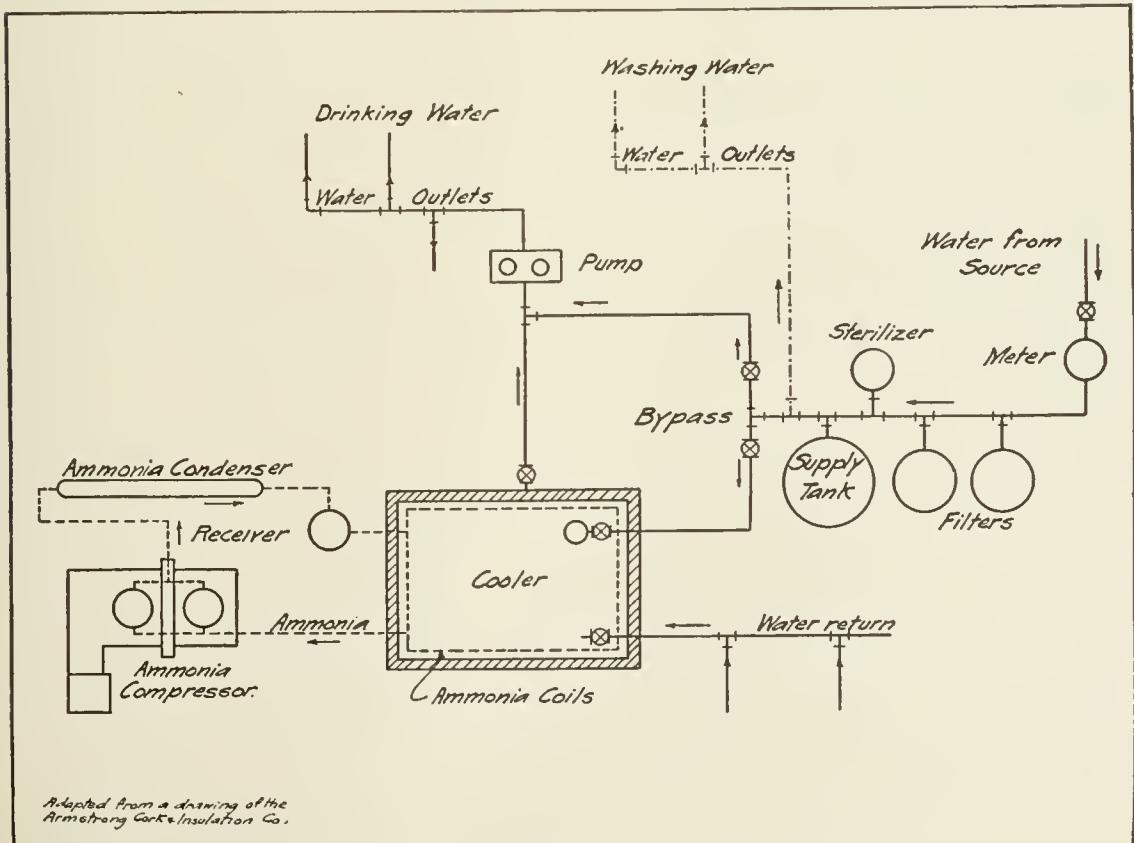 Washing Water
Drinking Water
Water Outlets
Water Outlets
Water from
Source
Pump
Sterilizer
Meter
Bypass
Ammonia Condenser
Supply
Tank
Receiver
Filters
Cooler
Ammonia
Water return
Ammonia
Compressor.
Ammonia Coils
Adapted from a drawing of the
Armstrong Cork & Insulation Co.